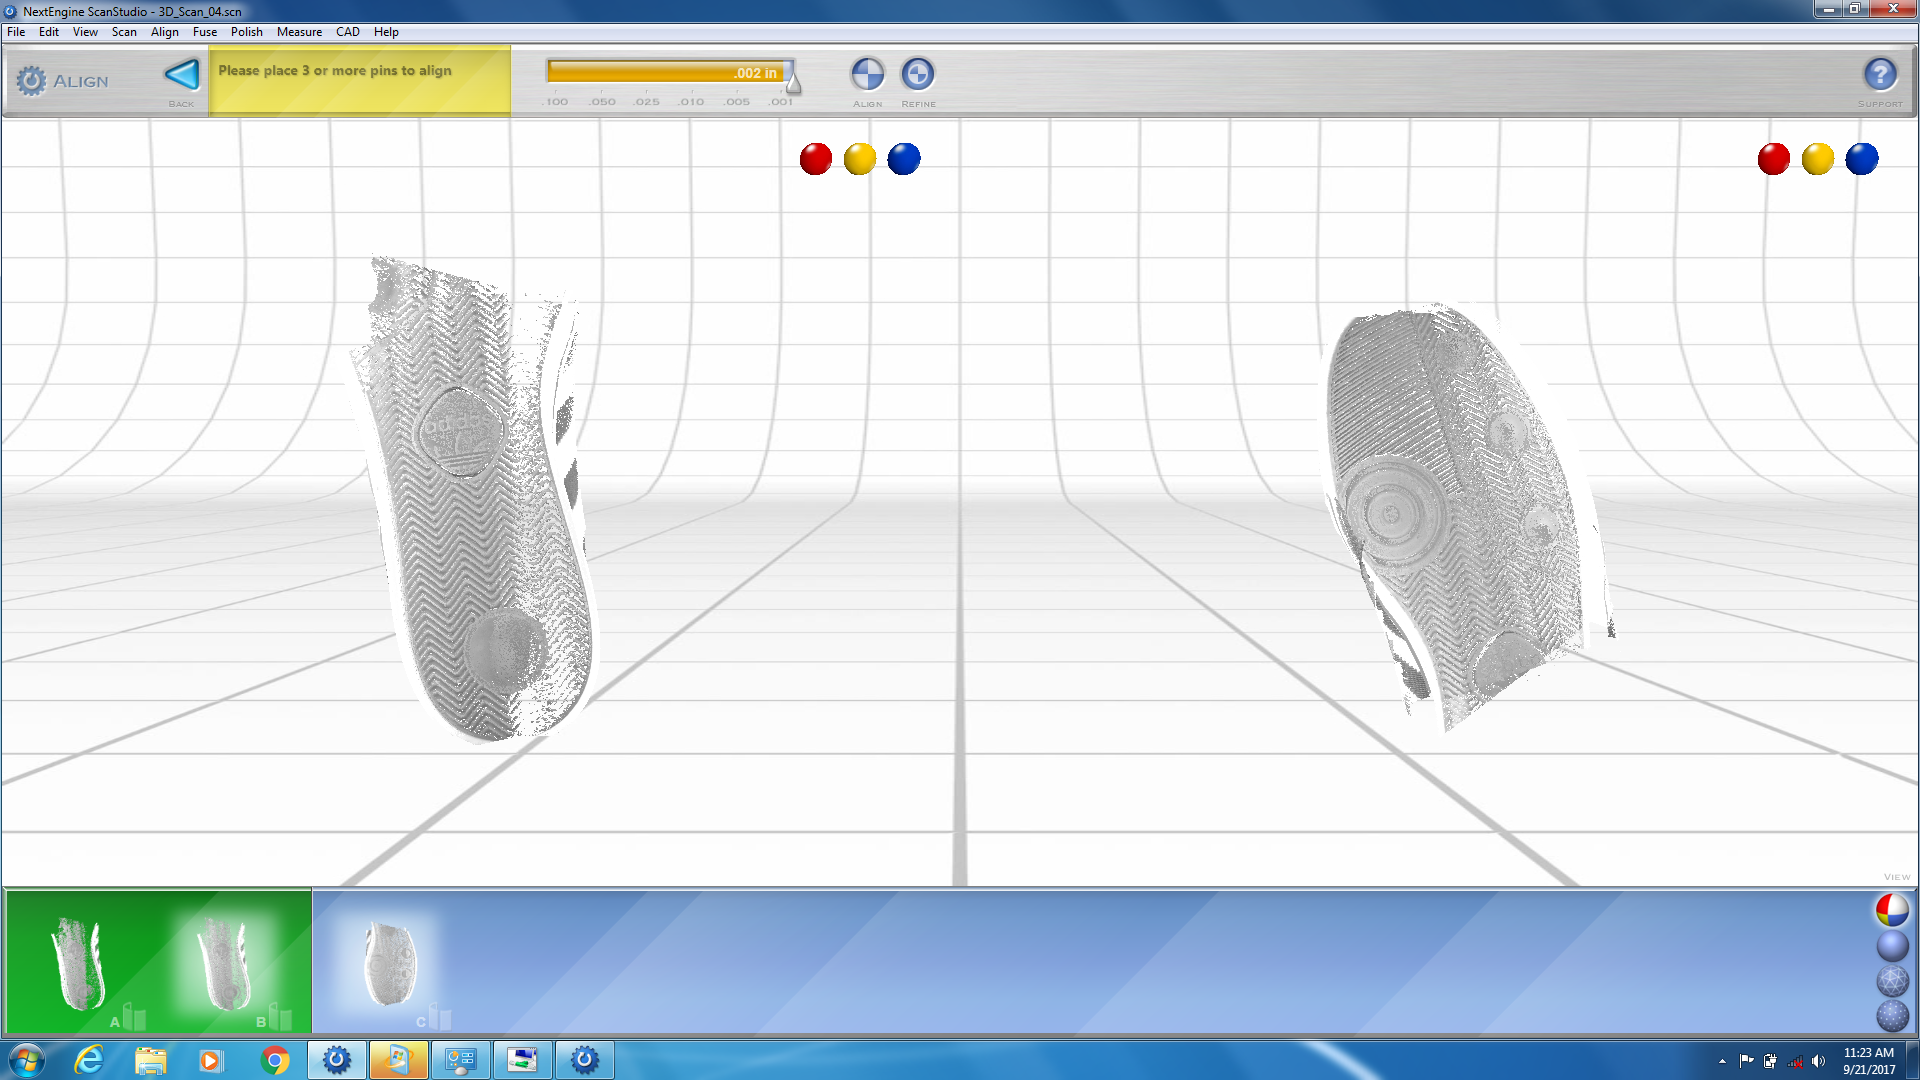 NextEngine ScanStudio - 3D_Scan_04.scn
File Edit View Scan Align Fuse Polish Measure CAD Help
ALIGN
BACK
Please place 3 or more pins to align
.002 in
.100 .050 .025 .010 .005 .001
ALIGN REFINE
? SUPPORT
adidas
VIEW
A B C
11:23 AM
9/21/2017